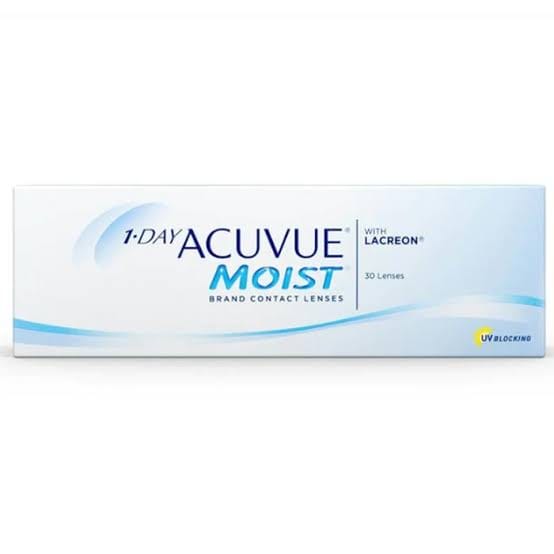 1·DAY ACUVUE®
MOIST®
BRAND CONTACT LENSES
WITH
LACREON®
30 Lenses
UV BLOCKING